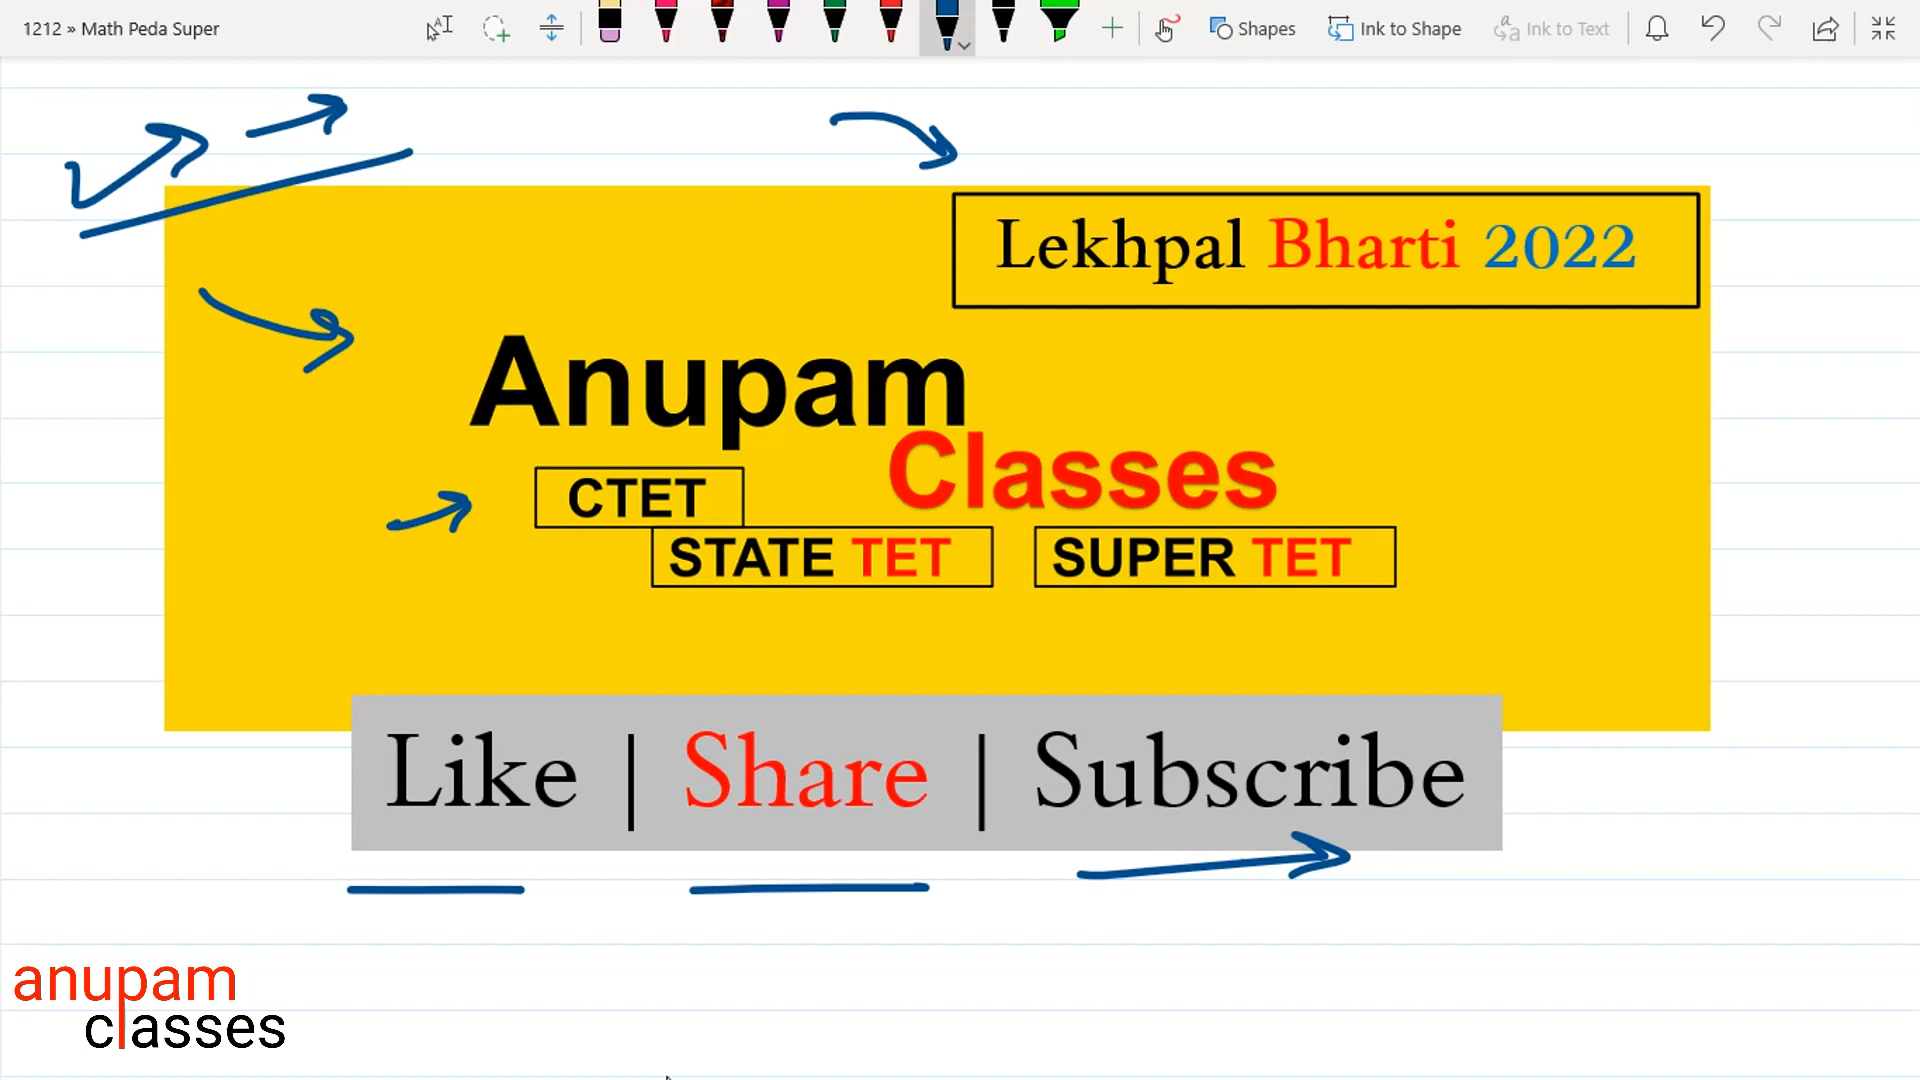 1212 » Math Peda Super
Shapes
Ink to Shape
Ink to Text
Lekhpal Bharti 2022
Anupam
Classes
CTET
STATE TET
SUPER TET
Like | Share | Subscribe
anupam
classes